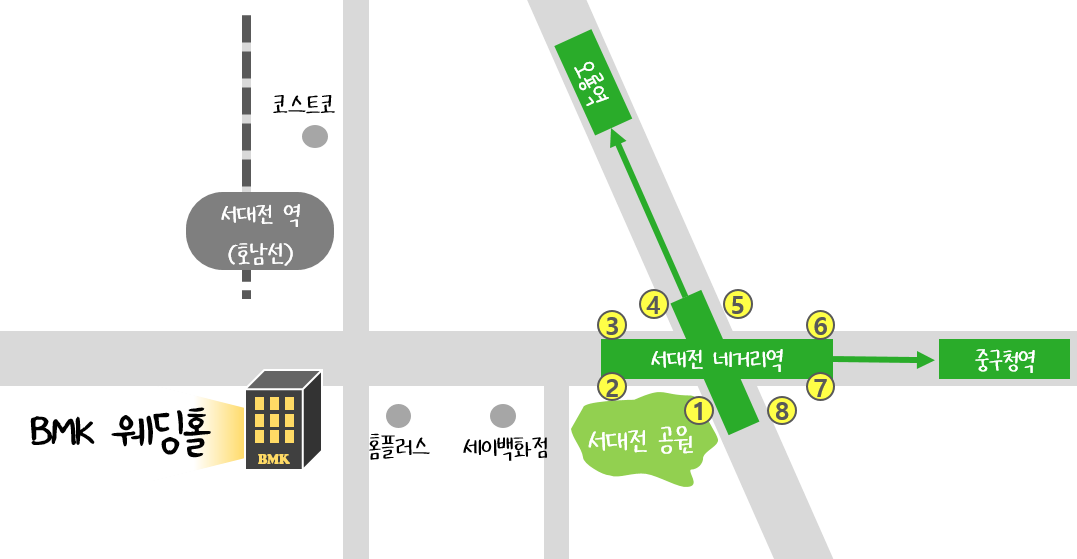 오룡역
코스트코
서대전 역
(호남선)
4
5
3
6
서대전 네거리역
중구청역
2
1
7
8
BMK 웨딩홀
BMK
홈플러스
세이백화점
서대전 공원